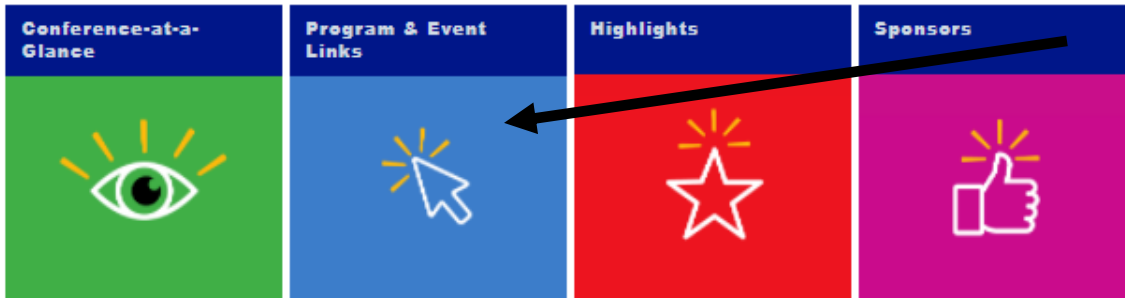 Conference-at-a-
Glance
Program & Event
Links
Highlights
Sponsors